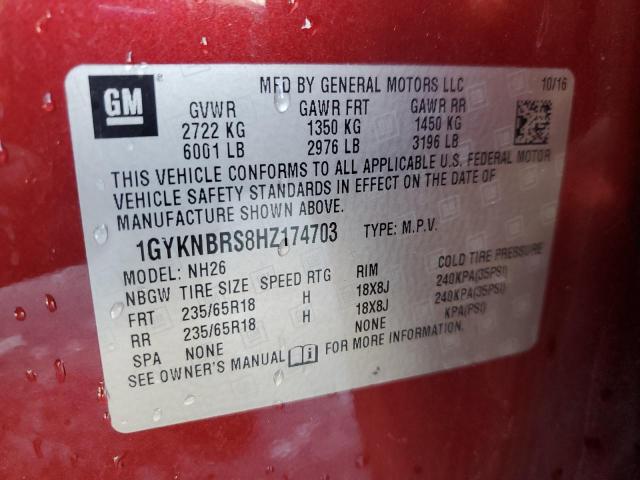 GM
MFD BY GENERAL MOTORS LLC 10/16
GVWR GAWR FRT GAWR RR
2722 KG 1350 KG 1450 KG
6001 LB 2976 LB 3196 LB
THIS VEHICLE CONFORMS TO ALL APPLICABLE U.S. FEDERAL MOTOR
VEHICLE SAFETY STANDARDS IN EFFECT ON THE DATE OF
MANUFACTURE SHOWN ABOVE.
1GYKNBRS8HZ174703 TYPE: M.P.V.
MODEL: NH26
NBGW TIRE SIZE SPEED RTG RIM COLD TIRE PRESSURE
FRT 235/65R18 H 18X8J 240KPA(35PSI)
RR 235/65R18 H 18X8J 240KPA(35PSI)
SPA NONE NONE KPA(PSI)
SEE OWNER'S MANUAL FOR MORE INFORMATION.